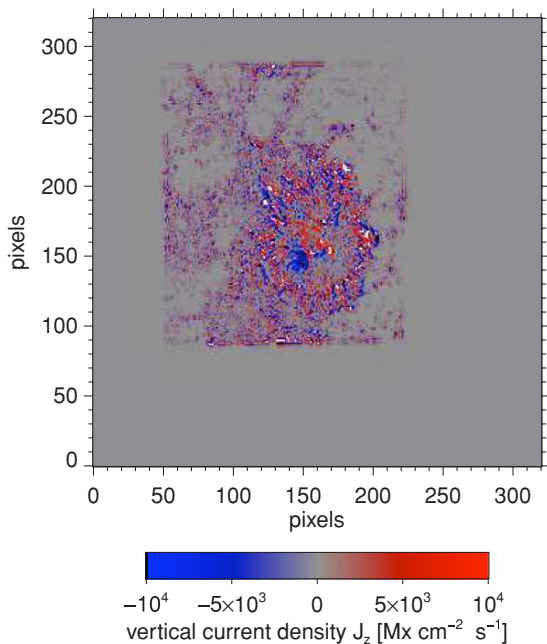 300
250
200
150
100
50
0
pixels
0 50 100 150 200 250 300
pixels
−10⁴ −5×10³ 0 5×10³ 10⁴
vertical current density J_z [Mx cm⁻² s⁻¹]